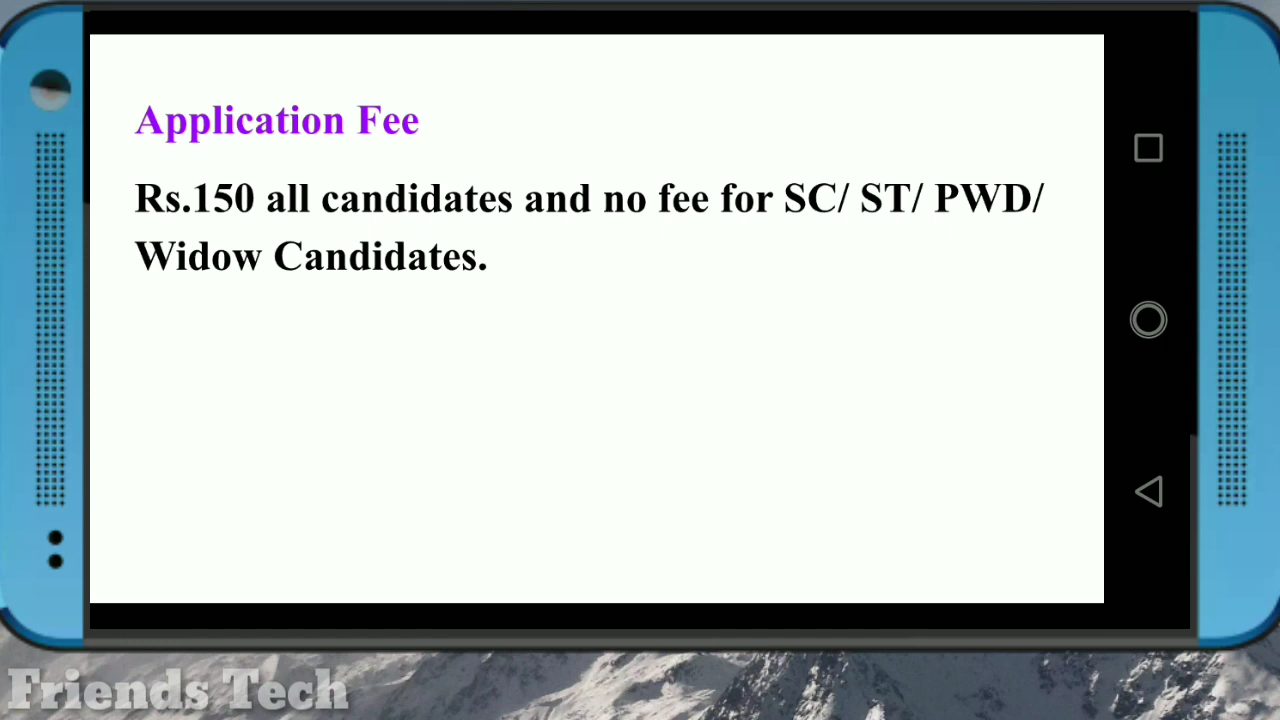 Application Fee
Rs.150 all candidates and no fee for SC/ ST/ PWD/
Widow Candidates.
Friends Tech